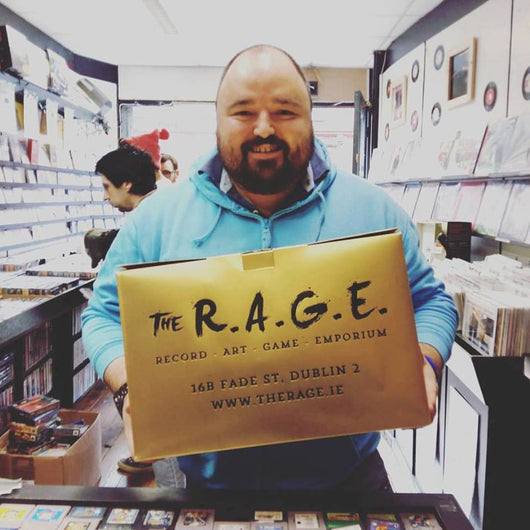 THE R.A.G.E.
RECORD - ART - GAME - EMPORIUM
16B FADE ST, DUBLIN 2
WWW.THERAGE.IE